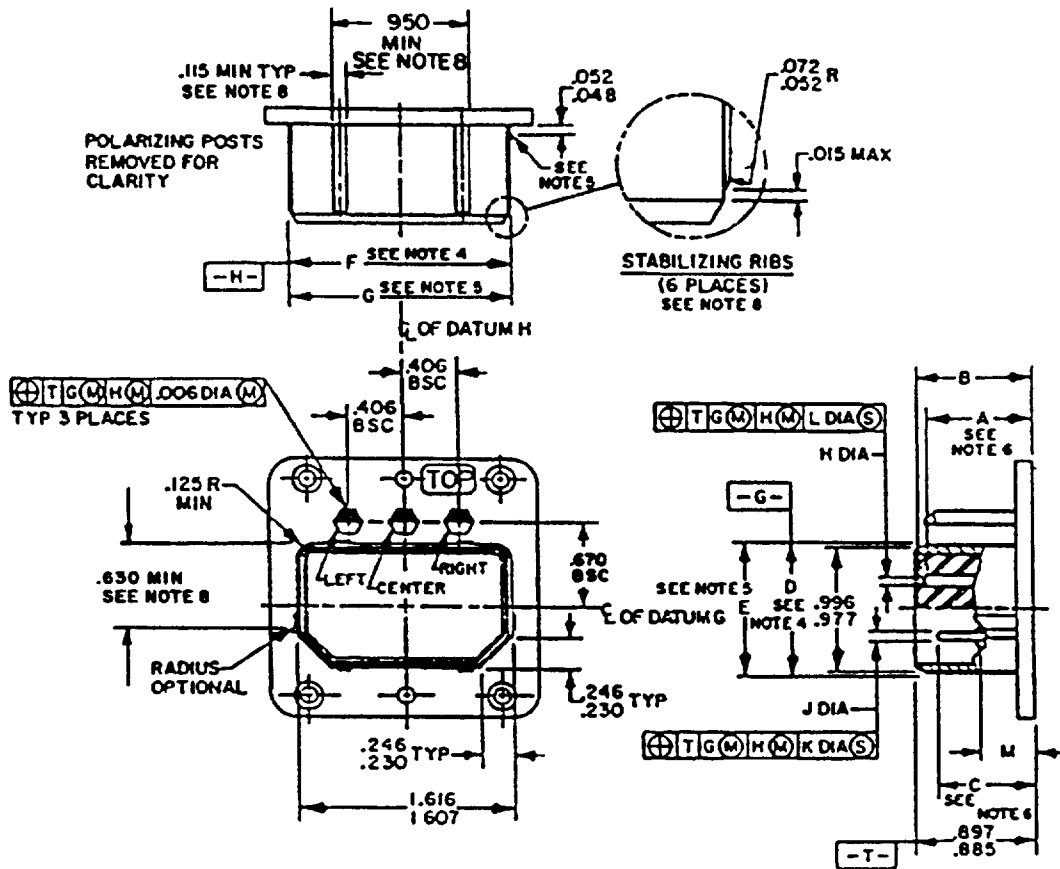 .950
MIN
SEE NOTE 8
.115 MIN TYP
SEE NOTE 8
.052
.048
.072
.052 R
POLARIZING POSTS
REMOVED FOR
CLARITY
SEE
NOTE 5
.015 MAX
F SEE NOTE 4
-H-
G SEE NOTE 5
STABILIZING RIBS
(6 PLACES)
SEE NOTE 8
℄ OF DATUM H
.406
BSC
⌖ T G Ⓜ H Ⓜ .006 DIA Ⓜ
TYP 3 PLACES
.406
BSC
B
⌖ T G Ⓜ H Ⓜ L DIA Ⓢ
A
SEE
NOTE 6
H DIA
TOP
.125 R
MIN
-G-
LEFT
CENTER
RIGHT
.670
BSC
.630 MIN
SEE NOTE 8
SEE NOTE 5
E
D
SEE
NOTE 4
.996
.977
℄ OF DATUM G
RADIUS
OPTIONAL
.246
.230 TYP
J DIA
.246
.230 TYP
⌖ T G Ⓜ H Ⓜ K DIA Ⓢ
M
C
SEE
NOTE 6
1.616
1.607
.897
.885
-T-